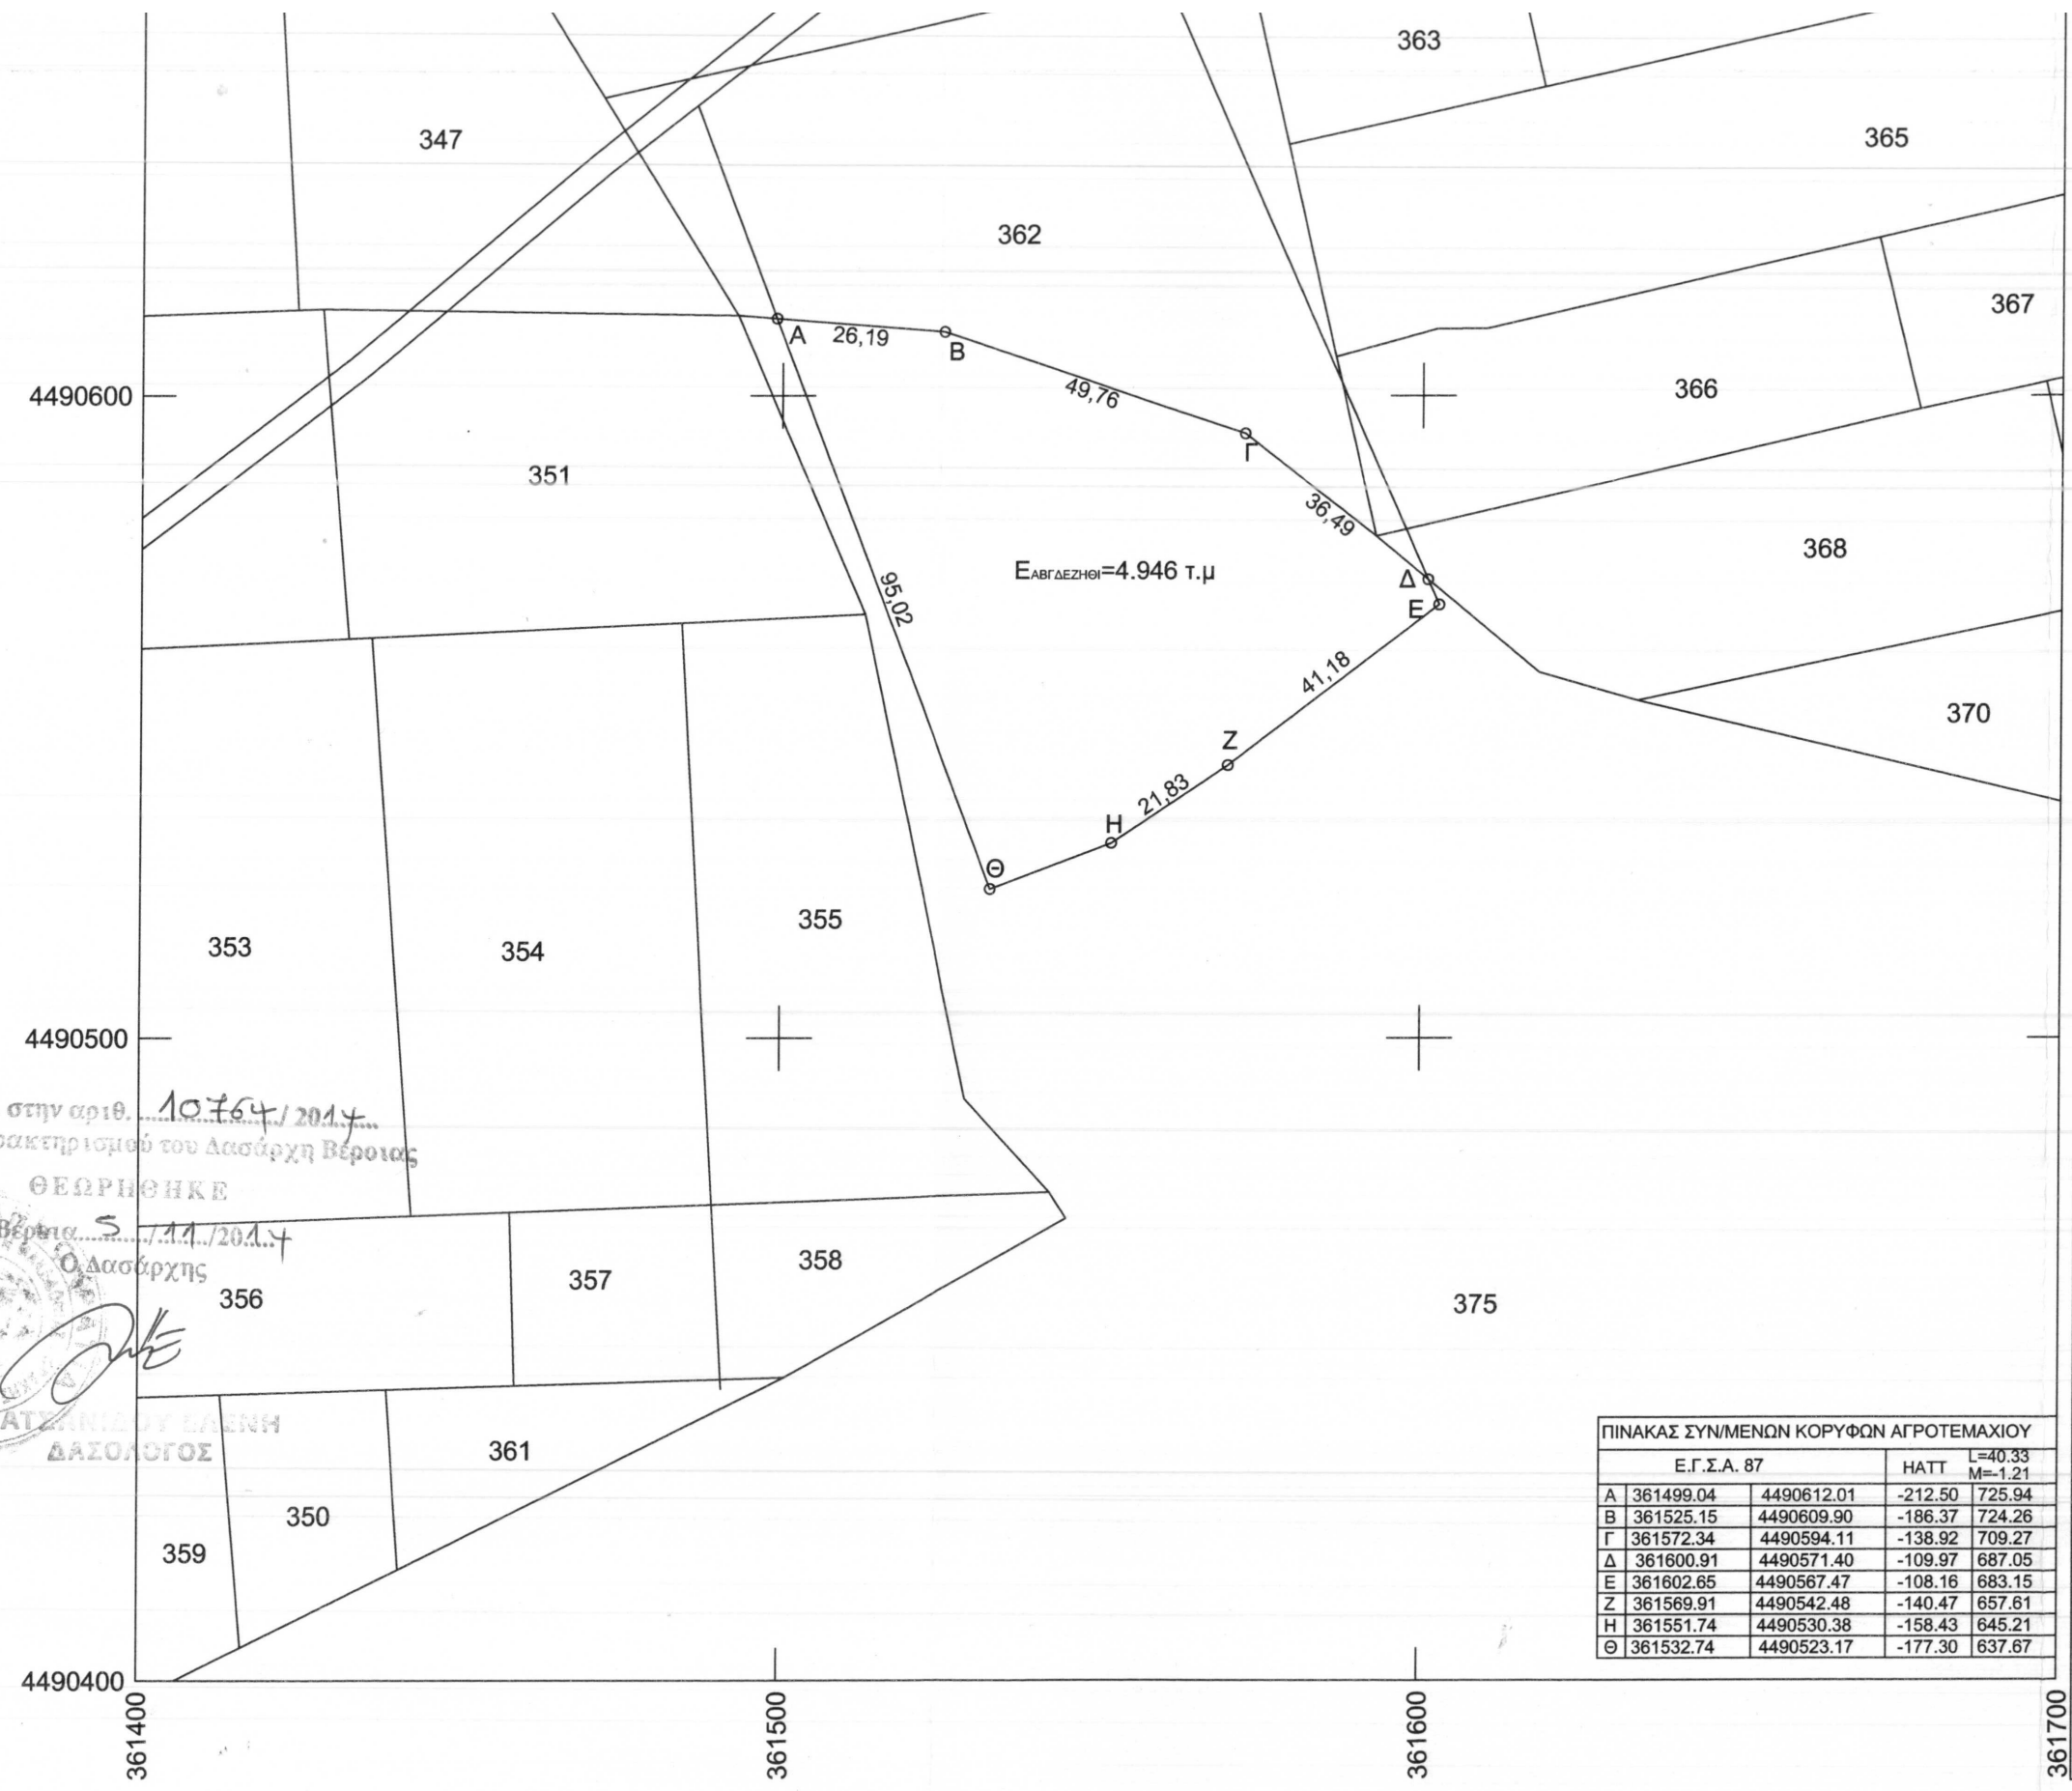 363
347
365
362
367
A
26,19
B
4490600
49,76
366
Γ
351
36,49
368
EΑΒΓΔΕΖΗΘΙ=4.946 τ.μ
Δ
E
95,02
41,18
370
Z
21,83
H
Θ
355
353
354
4490500
στην αριθ. 10764/2014
ρακτηρισμού του Δασάρχη Βέροιας
ΘΕΩΡΗΘΗΚΕ
Βέροια 5/11/2014
Ο Δασάρχης
356
357
358
375
ΕΛΕΝΗ
ΔΑΣΟΛΟΓΟΣ
361
350
359
ΠΙΝΑΚΑΣ ΣΥΝ/ΜΕΝΩΝ ΚΟΡΥΦΩΝ ΑΓΡΟΤΕΜΑΧΙΟΥ
Ε.Γ.Σ.Α. 87 HATT L=40.33 M=-1.21
A 361499.04 4490612.01 -212.50 725.94
B 361525.15 4490609.90 -186.37 724.26
Γ 361572.34 4490594.11 -138.92 709.27
Δ 361600.91 4490571.40 -109.97 687.05
E 361602.65 4490567.47 -108.16 683.15
Z 361569.91 4490542.48 -140.47 657.61
H 361551.74 4490530.38 -158.43 645.21
Θ 361532.74 4490523.17 -177.30 637.67
4490400
361400
361500
361600
361700